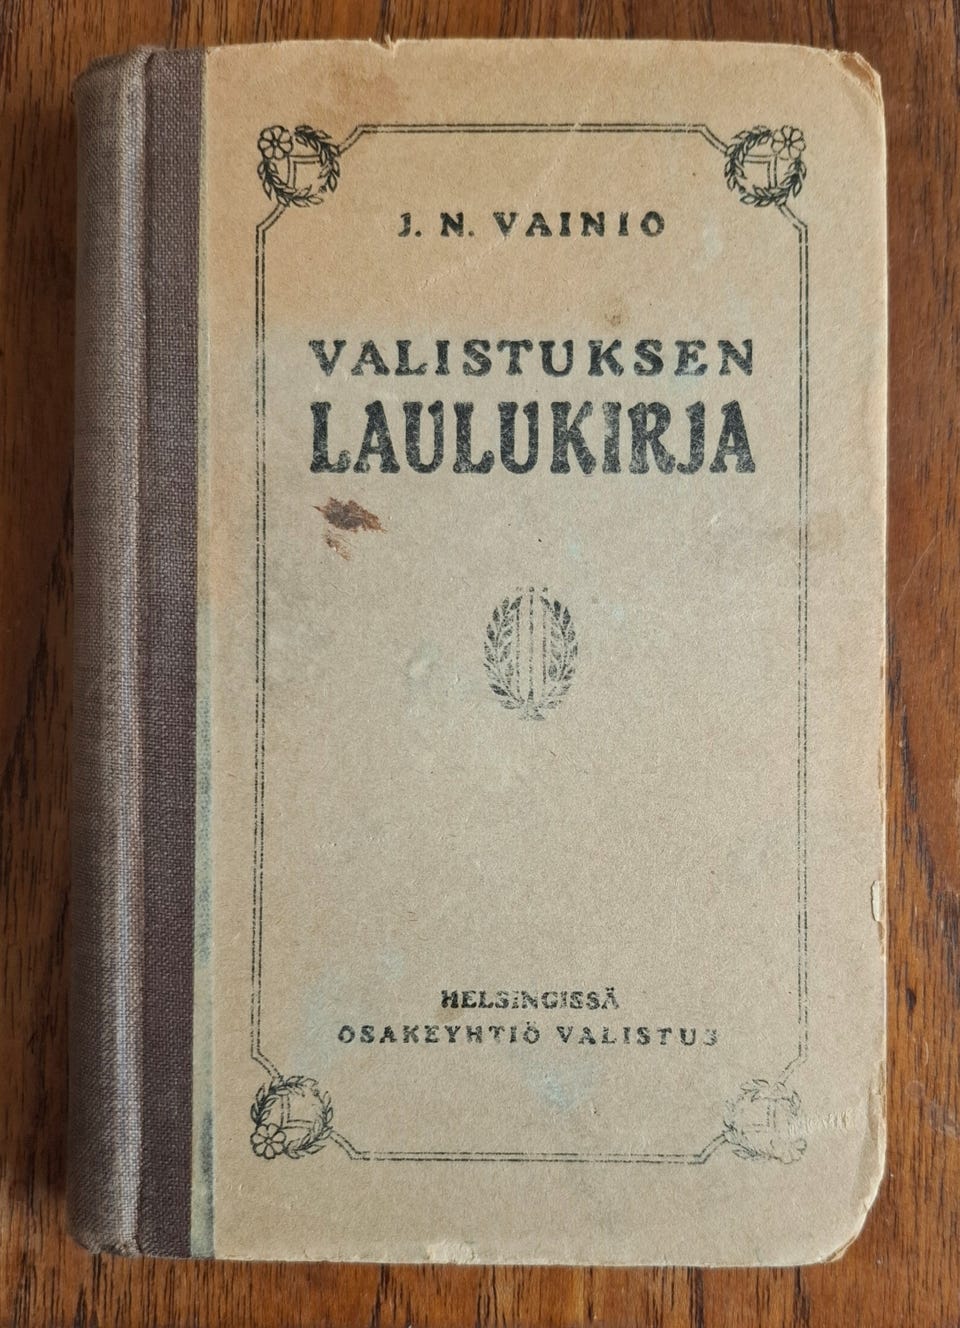 J. N. VAINIO
VALISTUKSEN
LAULUKIRJA
HELSINGISSÄ
OSAKEYHTIÖ VALISTUS